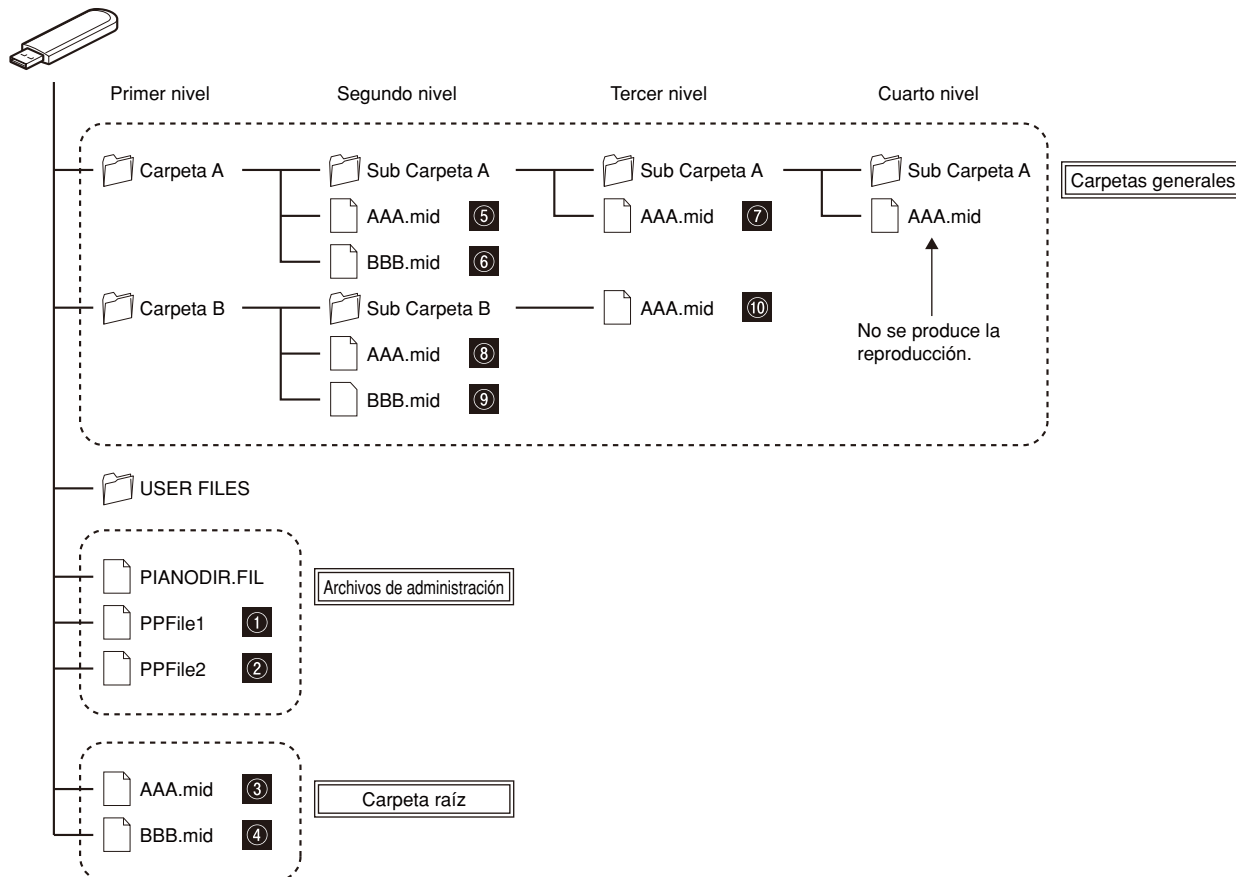 Primer nivel Segundo nivel Tercer nivel Cuarto nivel
Carpeta A Sub Carpeta A Sub Carpeta A Sub Carpeta A
Carpetas generales
AAA.mid ⑤ AAA.mid ⑦ AAA.mid
BBB.mid ⑥
Carpeta B Sub Carpeta B AAA.mid ⑩
No se produce la
reproducción.
AAA.mid ⑧
BBB.mid ⑨
USER FILES
PIANODIR.FIL
Archivos de administración
PPFile1 ①
PPFile2 ②
AAA.mid ③
Carpeta raíz
BBB.mid ④